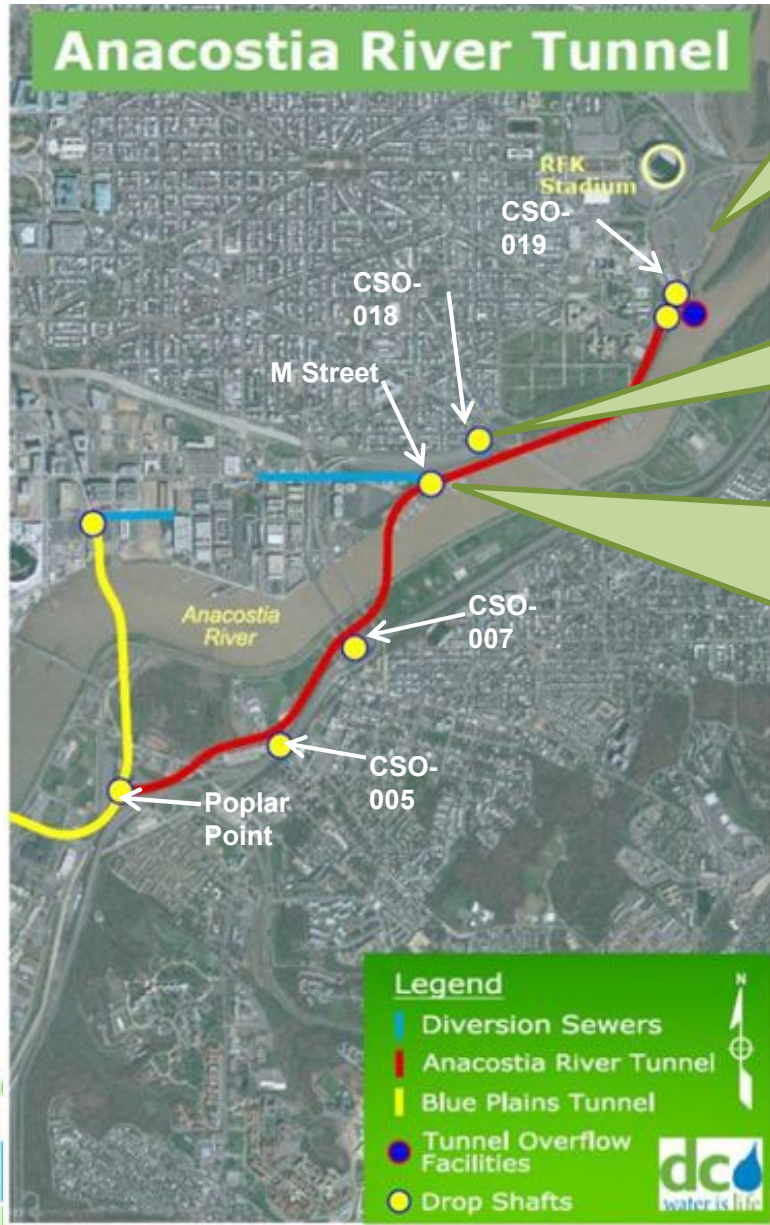 Anacostia River Tunnel
RFK
Stadium
CSO-
019
CSO-
018
M Street
Anacostia
River
CSO-
007
CSO-
005
Poplar
Point
Legend
N
Diversion Sewers
Anacostia River Tunnel
Blue Plains Tunnel
Tunnel Overflow
Facilities
Drop Shafts
dc
water is life